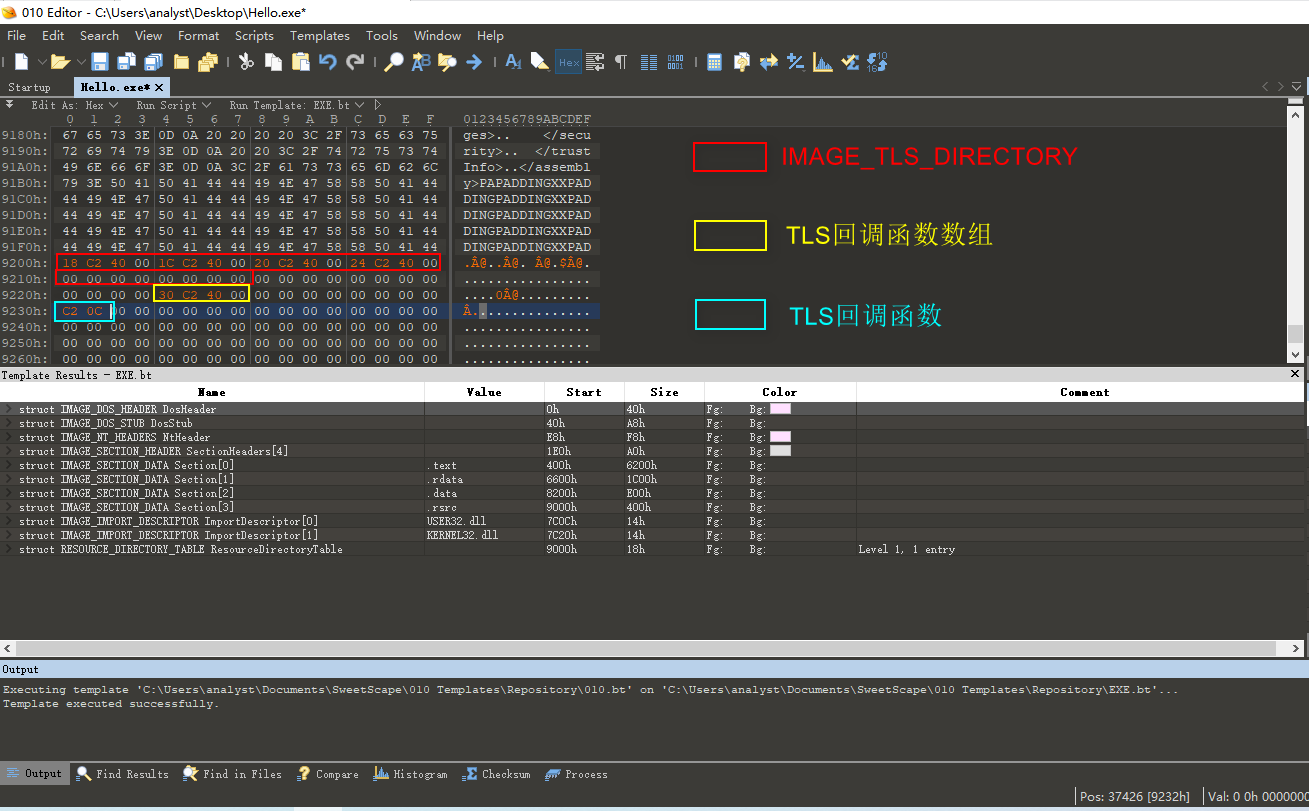 010 Editor - C:\Users\analyst\Desktop\Hello.exe*
File Edit Search View Format Scripts Templates Tools Window Help
Startup Hello.exe*
Edit As: Hex Run Script Run Template: EXE.bt
0 1 2 3 4 5 6 7 8 9 A B C D E F 0123456789ABCDEF
9180h: 67 65 73 3E 0D 0A 20 20 20 20 3C 2F 73 65 63 75 ges>..    </secu
9190h: 72 69 74 79 3E 0D 0A 20 20 3C 2F 74 72 75 73 74 rity>..  </trust
91A0h: 49 6E 66 6F 3E 0D 0A 3C 2F 61 73 73 65 6D 62 6C Info>..</assembl
91B0h: 79 3E 50 41 50 41 44 44 49 4E 47 58 58 50 41 44 y>PAPADDINGXXPAD
91C0h: 44 49 4E 47 50 41 44 44 49 4E 47 58 58 50 41 44 DINGPADDINGXXPAD
91D0h: 44 49 4E 47 50 41 44 44 49 4E 47 58 58 50 41 44 DINGPADDINGXXPAD
91E0h: 44 49 4E 47 50 41 44 44 49 4E 47 58 58 50 41 44 DINGPADDINGXXPAD
91F0h: 44 49 4E 47 50 41 44 44 49 4E 47 58 58 50 41 44 DINGPADDINGXXPAD
9200h: 18 C2 40 00 1C C2 40 00 20 C2 40 00 24 C2 40 00 .Â@..Â@. Â@.$Â@.
9210h: 00 00 00 00 00 00 00 00 00 00 00 00 00 00 00 00 ................
9220h: 00 00 00 00 30 C2 40 00 00 00 00 00 00 00 00 00 ....0Â@.........
9230h: C2 0C 00 00 00 00 00 00 00 00 00 00 00 00 00 00 Â...............
9240h: 00 00 00 00 00 00 00 00 00 00 00 00 00 00 00 00 ................
9250h: 00 00 00 00 00 00 00 00 00 00 00 00 00 00 00 00 ................
9260h: 00 00 00 00 00 00 00 00 00 00 00 00 00 00 00 00 ................
IMAGE_TLS_DIRECTORY
TLS回调函数数组
TLS回调函数
Template Results - EXE.bt
Name Value Start Size Color Comment
struct IMAGE_DOS_HEADER DosHeader 0h 40h Fg: Bg:
struct IMAGE_DOS_STUB DosStub 40h A8h Fg: Bg:
struct IMAGE_NT_HEADERS NtHeader E8h F8h Fg: Bg:
struct IMAGE_SECTION_HEADER SectionHeaders[4] 1E0h A0h Fg: Bg:
struct IMAGE_SECTION_DATA Section[0] .text 400h 6200h Fg: Bg:
struct IMAGE_SECTION_DATA Section[1] .rdata 6600h 1C00h Fg: Bg:
struct IMAGE_SECTION_DATA Section[2] .data 8200h E00h Fg: Bg:
struct IMAGE_SECTION_DATA Section[3] .rsrc 9000h 400h Fg: Bg:
struct IMAGE_IMPORT_DESCRIPTOR ImportDescriptor[0] USER32.dll 7C0Ch 14h Fg: Bg:
struct IMAGE_IMPORT_DESCRIPTOR ImportDescriptor[1] KERNEL32.dll 7C20h 14h Fg: Bg:
struct RESOURCE_DIRECTORY_TABLE ResourceDirectoryTable 9000h 18h Fg: Bg: Level 1, 1 entry
Output
Executing template 'C:\Users\analyst\Documents\SweetScape\010 Templates\Repository\010.bt' on 'C:\Users\analyst\Documents\SweetScape\010 Templates\Repository\EXE.bt'...
Template executed successfully.
Output Find Results Find in Files Compare Histogram Checksum Process
Pos: 37426 [9232h] Val: 0 0h 0000000